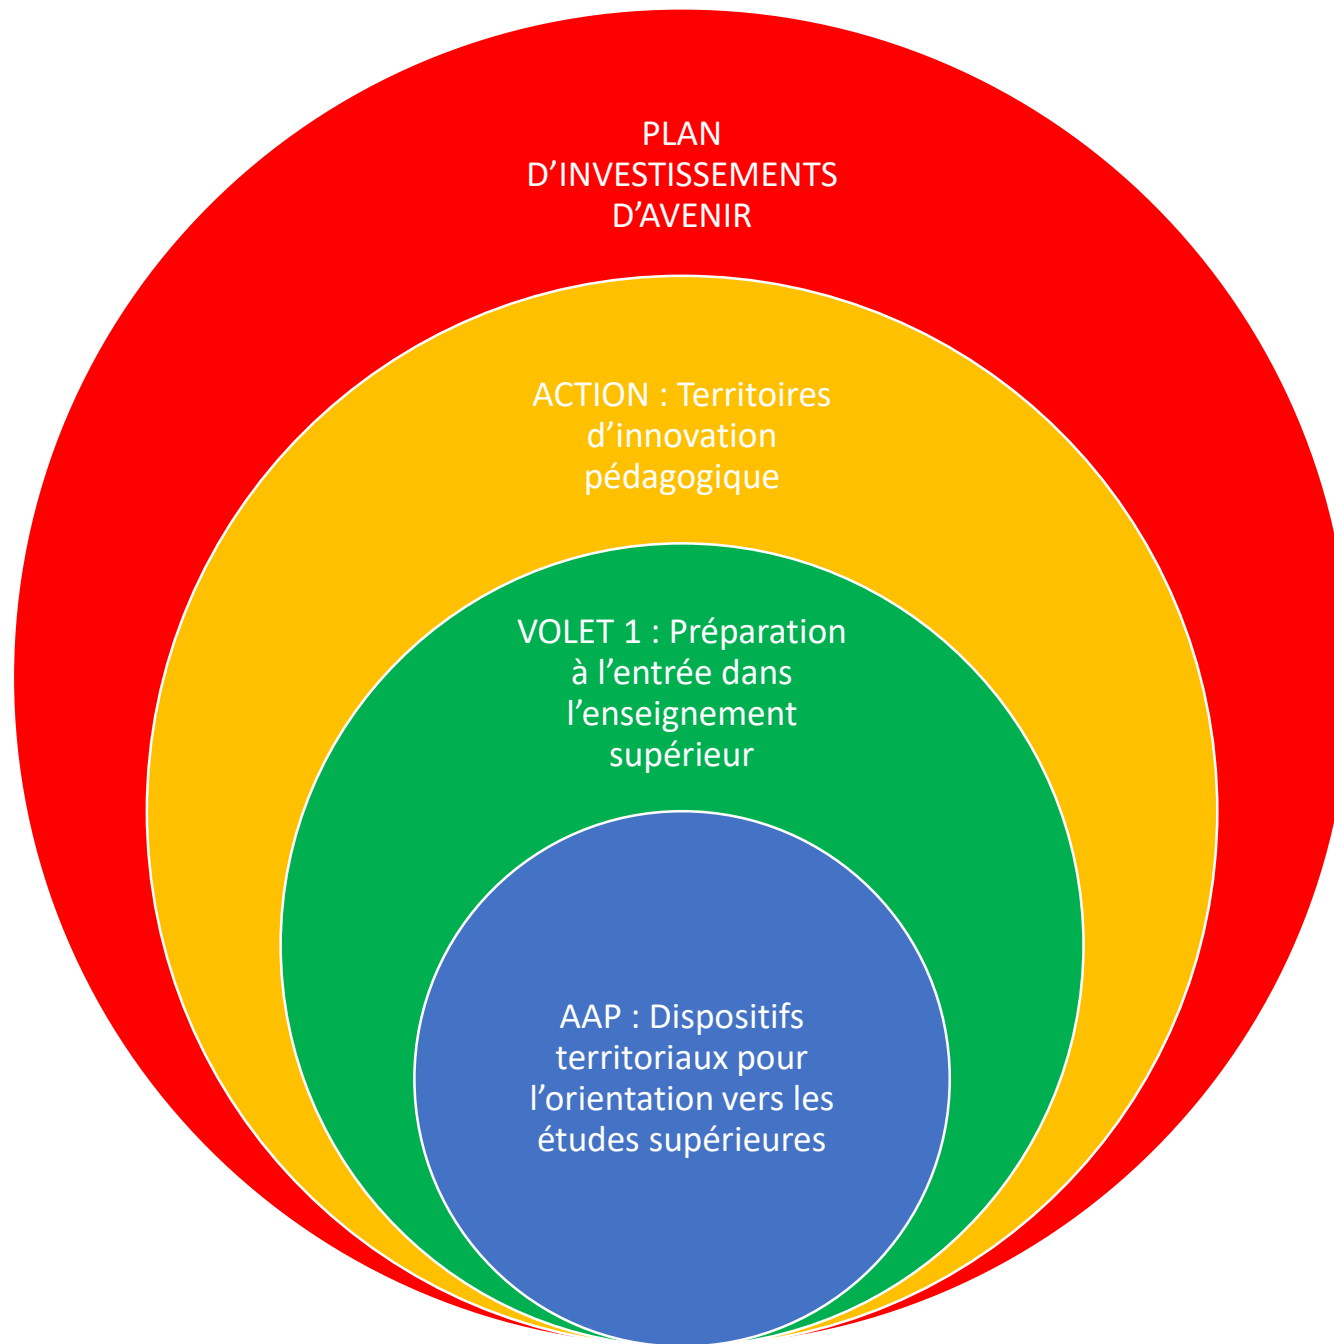 PLAN
D’INVESTISSEMENTS
D’AVENIR
ACTION : Territoires
d’innovation
pédagogique
VOLET 1 : Préparation
à l’entrée dans
l’enseignement
supérieur
AAP : Dispositifs
territoriaux pour
l’orientation vers les
études supérieures